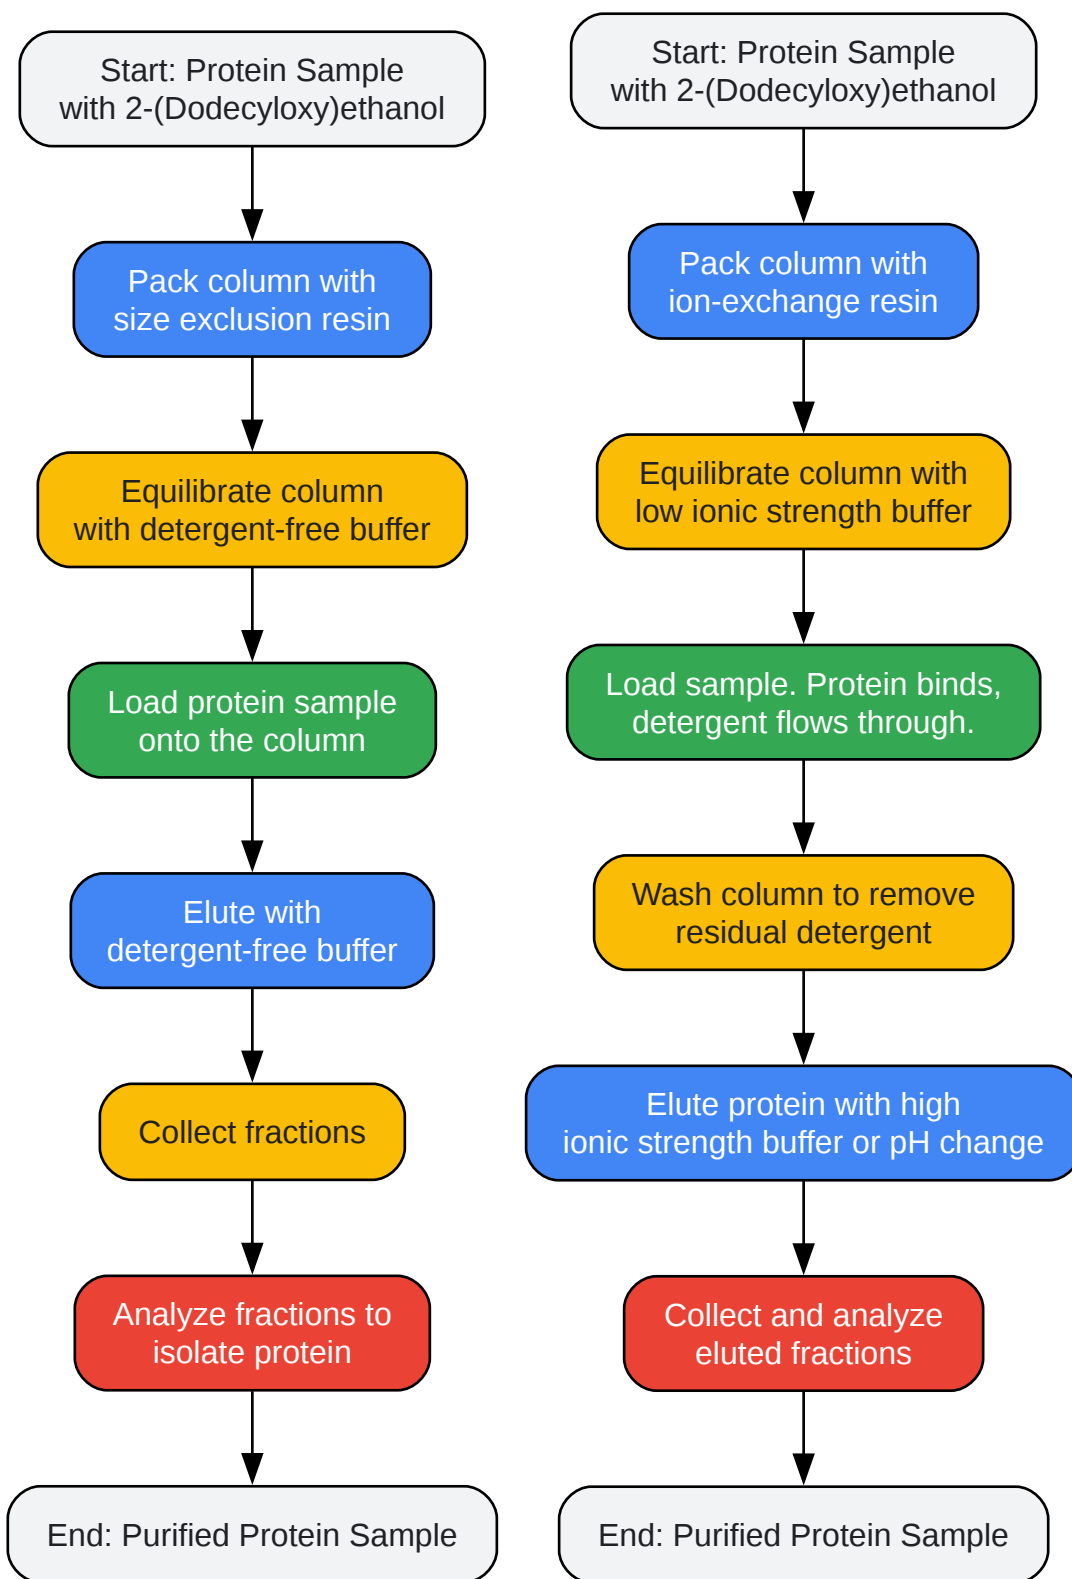 Start: Protein Sample
with 2-(Dodecyloxy)ethanol
Pack column with
size exclusion resin
Equilibrate column
with detergent-free buffer
Load protein sample
onto the column
Elute with
detergent-free buffer
Collect fractions
Analyze fractions to
isolate protein
End: Purified Protein Sample
Start: Protein Sample
with 2-(Dodecyloxy)ethanol
Pack column with
ion-exchange resin
Equilibrate column with
low ionic strength buffer
Load sample. Protein binds,
detergent flows through.
Wash column to remove
residual detergent
Elute protein with high
ionic strength buffer or pH change
Collect and analyze
eluted fractions
End: Purified Protein Sample